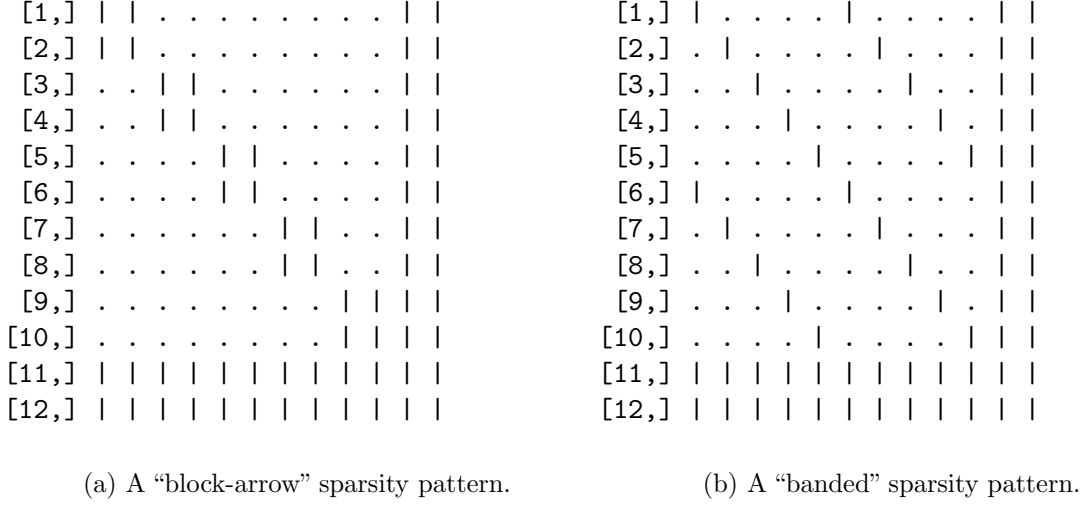 [1,] | | . . . . . . . . | |
[2,] | | . . . . . . . . | |
[3,] . . | | . . . . . . | |
[4,] . . | | . . . . . . | |
[5,] . . . . | | . . . . | |
[6,] . . . . | | . . . . | |
[7,] . . . . . . | | . . | |
[8,] . . . . . . | | . . | |
[9,] . . . . . . . . | | | |
[10,] . . . . . . . . | | | |
[11,] | | | | | | | | | | | |
[12,] | | | | | | | | | | | |
(a) A “block-arrow” sparsity pattern.
[1,] | . . . . | . . . . | |
[2,] . | . . . . | . . . | |
[3,] . . | . . . . | . . | |
[4,] . . . | . . . . | . | |
[5,] . . . . | . . . . | | |
[6,] | . . . . | . . . . | |
[7,] . | . . . . | . . . | |
[8,] . . | . . . . | . . | |
[9,] . . . | . . . . | . | |
[10,] . . . . | . . . . | | |
[11,] | | | | | | | | | | | |
[12,] | | | | | | | | | | | |
(b) A “banded” sparsity pattern.